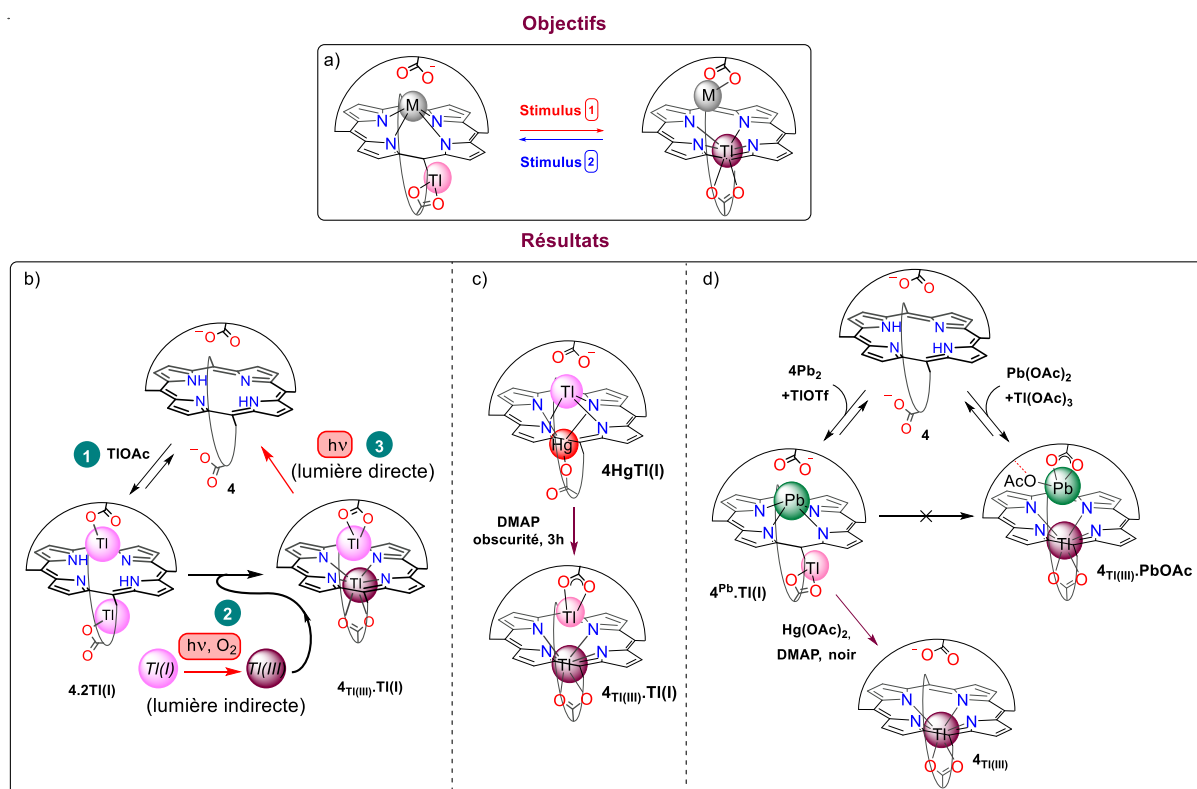 Objectifs
a)
O
O
−
M
N
N
N
N
Tl
O
O
Stimulus 1
Stimulus 2
O
O
M
N
N
N
N
Tl
O
O
Résultats
b)
−
O
O
NH
N
N
HN
−
O
O
4
1
TlOAc
hν
3
(lumière directe)
O
O
Tl
NH
N
N
HN
Tl
O
O
4.2Tl(I)
2
hν, O2
Tl(I)
Tl(III)
(lumière indirecte)
O
O
Tl
N
N
N
N
Tl
O
O
4Tl(III).Tl(I)
c)
O
O
−
Tl
N
N
N
N
Hg
O
O
4HgTl(I)
DMAP
obscurité, 3h
O
O
Tl
N
N
N
N
Tl
O
O
4Tl(III).Tl(I)
d)
−
O
O
NH
N
N
HN
−
O
O
4
4Pb2
+TlOTf
Pb(OAc)2
+Tl(OAc)3
O
O
−
Pb
N
N
N
N
Tl
O
O
4Pb.Tl(I)
O
O
AcO
Pb
N
N
N
N
Tl
O
O
4Tl(III).PbOAc
Hg(OAc)2,
DMAP, noir
−
O
O
N
N
N
N
Tl
O
O
4Tl(III)